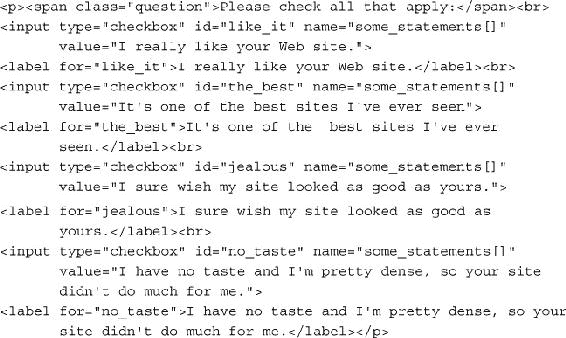 <p><span class="question">Please check all that apply:</span><br>
<input type="checkbox" id="like_it" name="some_statements[]"
value="I really like your Web site.">
<label for="like_it">I really like your Web site.</label><br>
<input type="checkbox" id="the_best" name="some_statements[]"
value="It's one of the best sites I've ever seen">
<label for="the_best">It's one of the  best sites I've ever
seen.</label><br>
<input type="checkbox" id="jealous" name="some_statements[]"
value="I sure wish my site looked as good as yours.">
<label for="jealous">I sure wish my site looked as good as
yours.</label><br>
<input type="checkbox" id="no_taste" name="some_statements[]"
value="I have no taste and I'm pretty dense, so your site
didn't do much for me.">
<label for="no_taste">I have no taste and I'm pretty dense, so your
site didn't do much for me.</label></p>